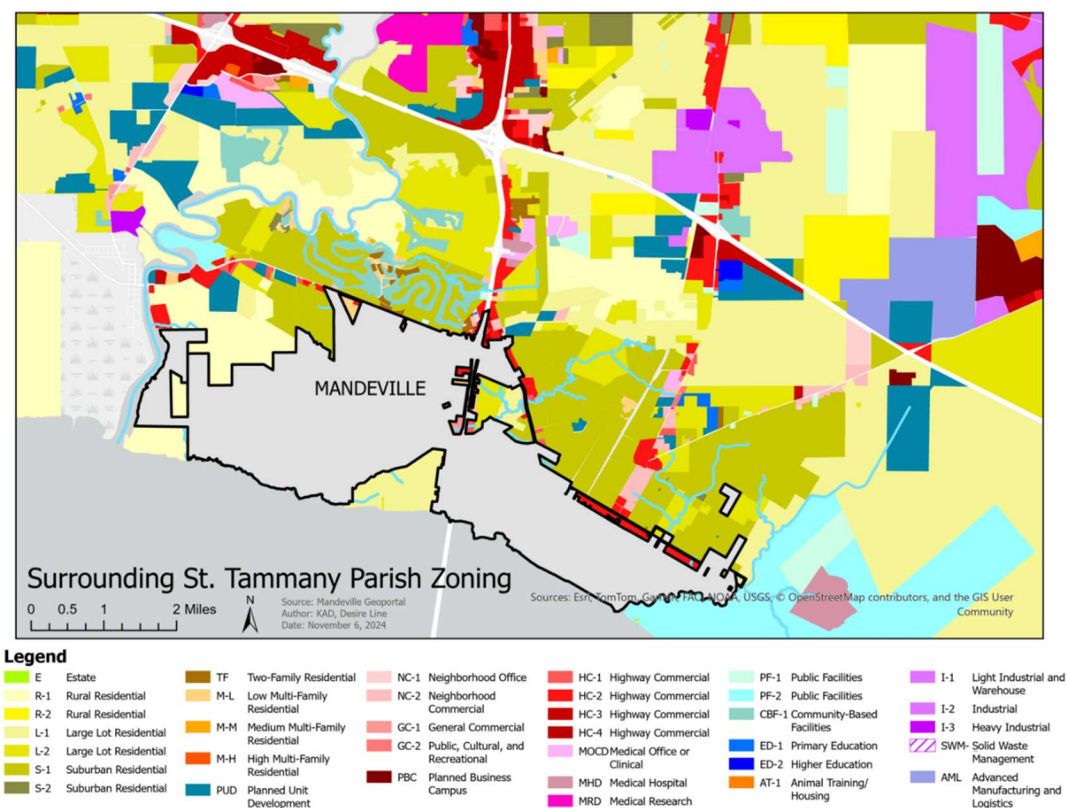 MANDEVILLE
Surrounding St. Tammany Parish Zoning
0 0.5 1 2 Miles
N
Source: Mandeville Geoportal
Author: KAD, Desire Line
Date: November 6, 2024
Sources: Esri, TomTom, Garmin, FAO, NOAA, USGS, © OpenStreetMap contributors, and the GIS User
Community
Legend
E Estate
R-1 Rural Residential
R-2 Rural Residential
L-1 Large Lot Residential
L-2 Large Lot Residential
S-1 Suburban Residential
S-2 Suburban Residential
TF Two-Family Residential
M-L Low Multi-Family
Residential
M-M Medium Multi-Family
Residential
M-H High Multi-Family
Residential
PUD Planned Unit
Development
NC-1 Neighborhood Office
NC-2 Neighborhood
Commercial
GC-1 General Commercial
GC-2 Public, Cultural, and
Recreational
PBC Planned Business
Campus
HC-1 Highway Commercial
HC-2 Highway Commercial
HC-3 Highway Commercial
HC-4 Highway Commercial
MOCD Medical Office or
Clinical
MHD Medical Hospital
MRD Medical Research
PF-1 Public Facilities
PF-2 Public Facilities
CBF-1 Community-Based
Facilities
ED-1 Primary Education
ED-2 Higher Education
AT-1 Animal Training/
Housing
I-1 Light Industrial and
Warehouse
I-2 Industrial
I-3 Heavy Industrial
SWM- Solid Waste
Management
AML Advanced
Manufacturing and
Logistics